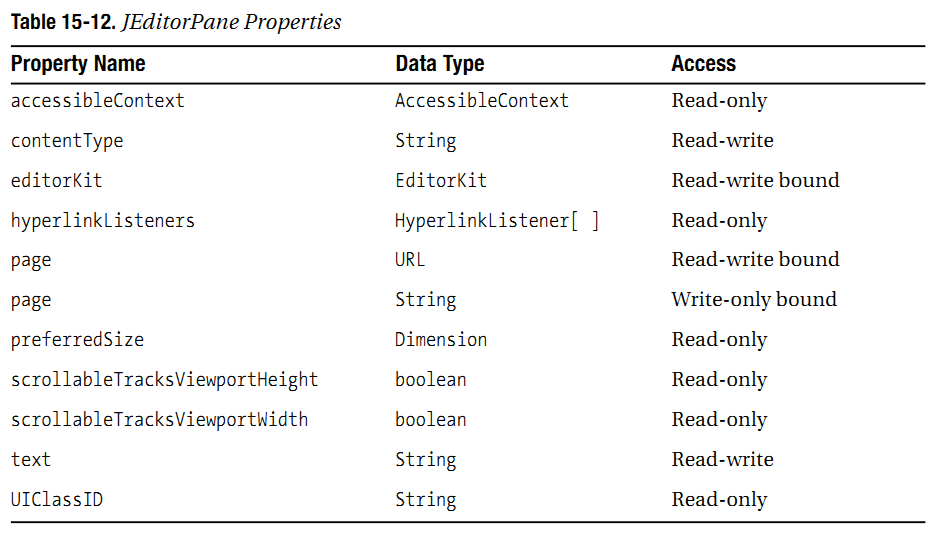 Table 15-12. JEditorPane Properties
Property Name Data Type Access
accessibleContext AccessibleContext Read-only
contentType String Read-write
editorKit EditorKit Read-write bound
hyperlinkListeners HyperlinkListener[ ] Read-only
page URL Read-write bound
page String Write-only bound
preferredSize Dimension Read-only
scrollableTracksViewportHeight boolean Read-only
scrollableTracksViewportWidth boolean Read-only
text String Read-write
UIClassID String Read-only